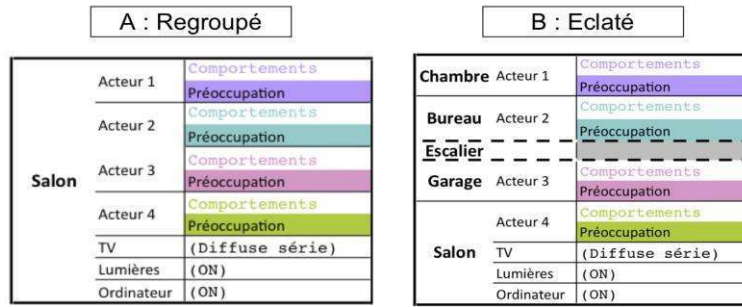 A : Regroupé
Salon
Acteur 1
Comportements
Préoccupation
Acteur 2
Comportements
Préoccupation
Acteur 3
Comportements
Préoccupation
Acteur 4
Comportements
Préoccupation
TV (Diffuse série)
Lumières (ON)
Ordinateur (ON)
B : Eclaté
Chambre Acteur 1
Comportements
Préoccupation
Bureau Acteur 2
Comportements
Préoccupation
Escalier
Garage Acteur 3
Comportements
Préoccupation
Salon
Acteur 4
Comportements
Préoccupation
TV (Diffuse série)
Lumières (ON)
Ordinateur (ON)